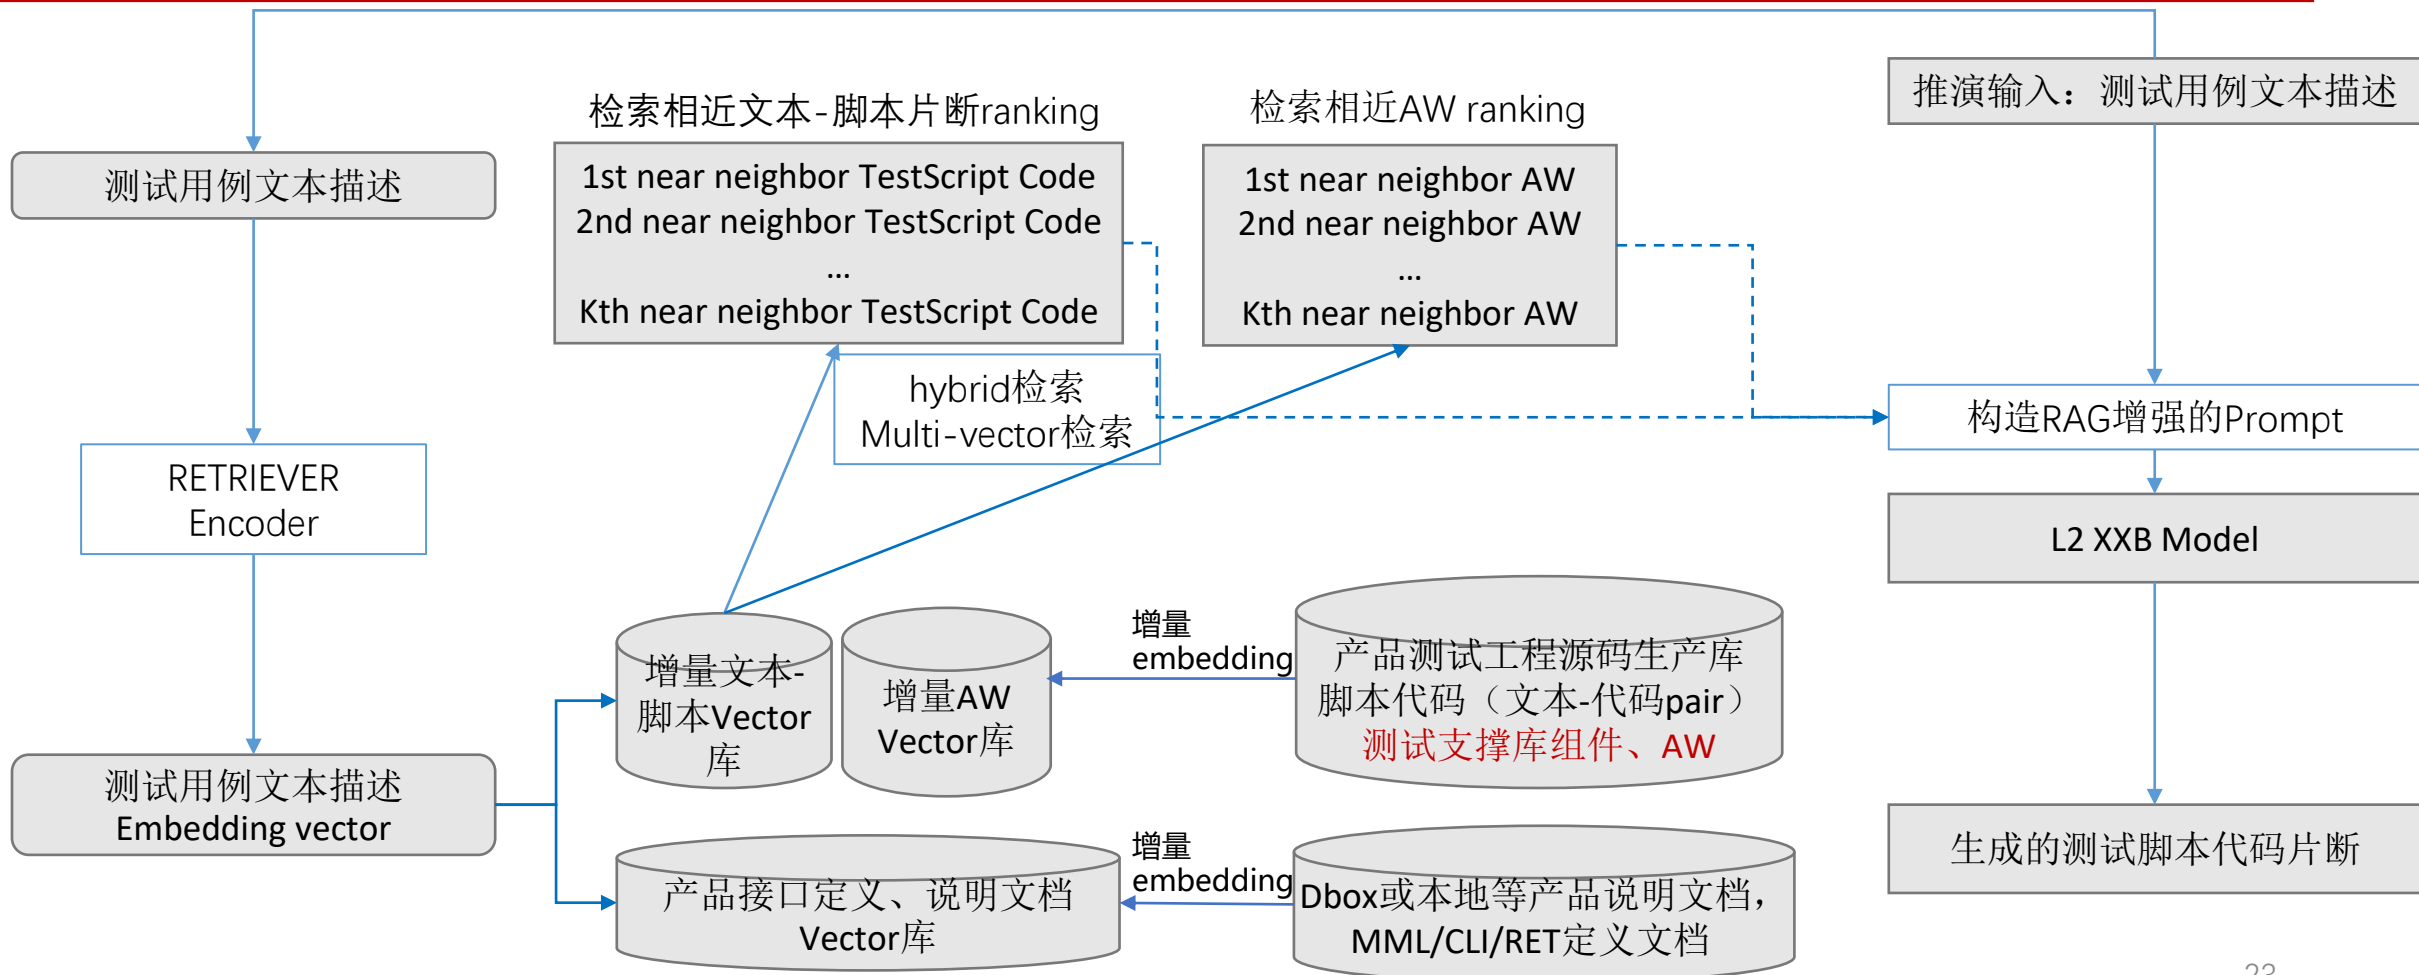 推演输入：测试用例文本描述
检索相近文本-脚本片断ranking
检索相近AW ranking
测试用例文本描述
1st near neighbor TestScript Code
2nd near neighbor TestScript Code
…
Kth near neighbor TestScript Code
1st near neighbor AW
2nd near neighbor AW
…
Kth near neighbor AW
hybrid检索
Multi-vector检索
构造RAG增强的Prompt
RETRIEVER
Encoder
L2 XXB Model
增量文本-
脚本Vector
库
增量AW
Vector库
增量
embedding
产品测试工程源码生产库
脚本代码（文本-代码pair）
测试支撑库组件、AW
测试用例文本描述
Embedding vector
产品接口定义、说明文档
Vector库
增量
embedding
Dbox或本地等产品说明文档，
MML/CLI/RET定义文档
生成的测试脚本代码片断
23